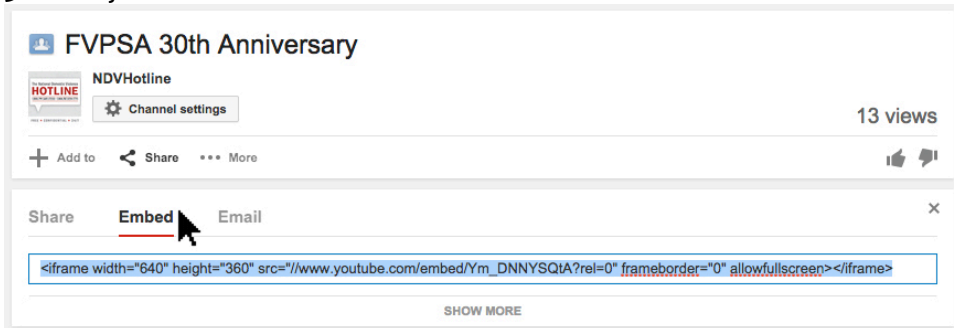 FVPSA 30th Anniversary
NDVHotline
HOTLINE
Channel settings
13 views
Add to Share More
Share Embed Email
<iframe width="640" height="360" src="//www.youtube.com/embed/Ym_DNNYSQtA?rel=0" frameborder="0" allowfullscreen></iframe>
SHOW MORE